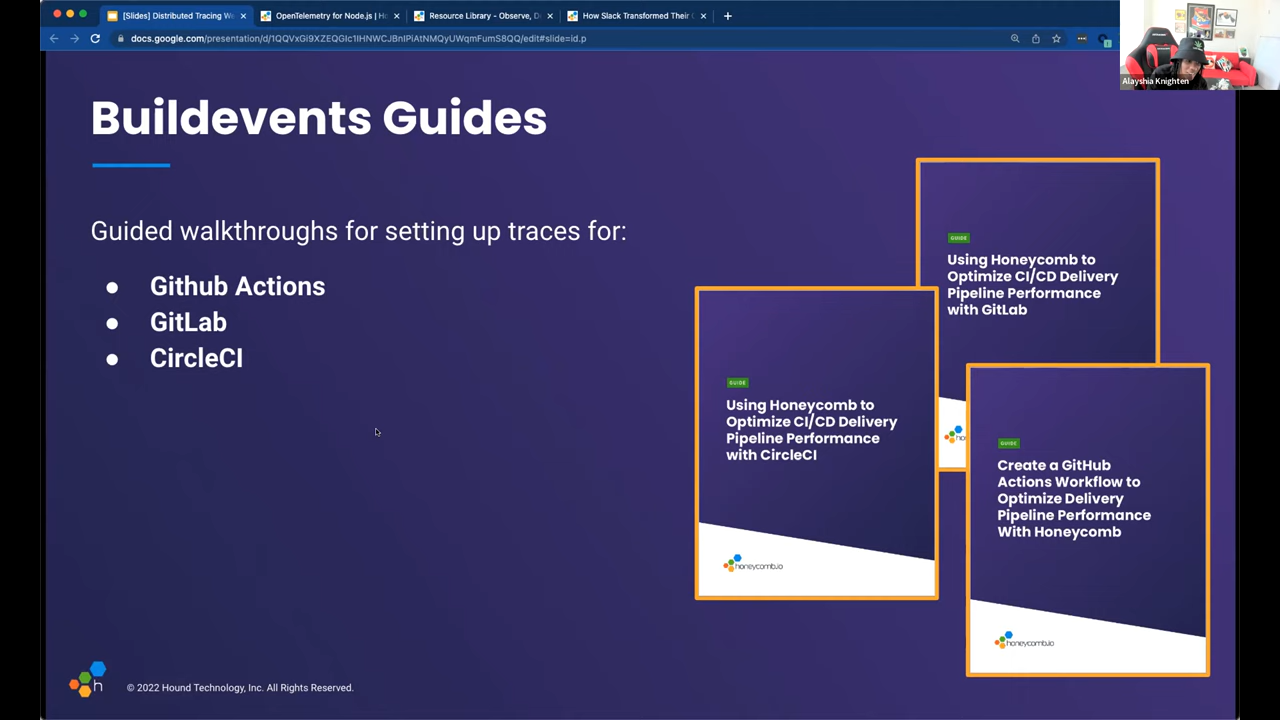 [Slides] Distributed Tracing We
OpenTelemetry for Node.js | Ho
Resource Library - Observe, De
How Slack Transformed Their C
docs.google.com/presentation/d/1QQVxGi9XZEQGIc1IHNWCJBnIPiAtNMQyUWqmFumS8QQ/edit#slide=id.p
Alayshia Knighten
Buildevents Guides
Guided walkthroughs for setting up traces for:
● Github Actions
● GitLab
● CircleCI
GUIDE
Using Honeycomb to
Optimize CI/CD Delivery
Pipeline Performance
with GitLab
GUIDE
Using Honeycomb to
Optimize CI/CD Delivery
Pipeline Performance
with CircleCI
honeycomb.io
GUIDE
Create a GitHub
Actions Workflow to
Optimize Delivery
Pipeline Performance
With Honeycomb
honeycomb.io
h
© 2022 Hound Technology, Inc. All Rights Reserved.